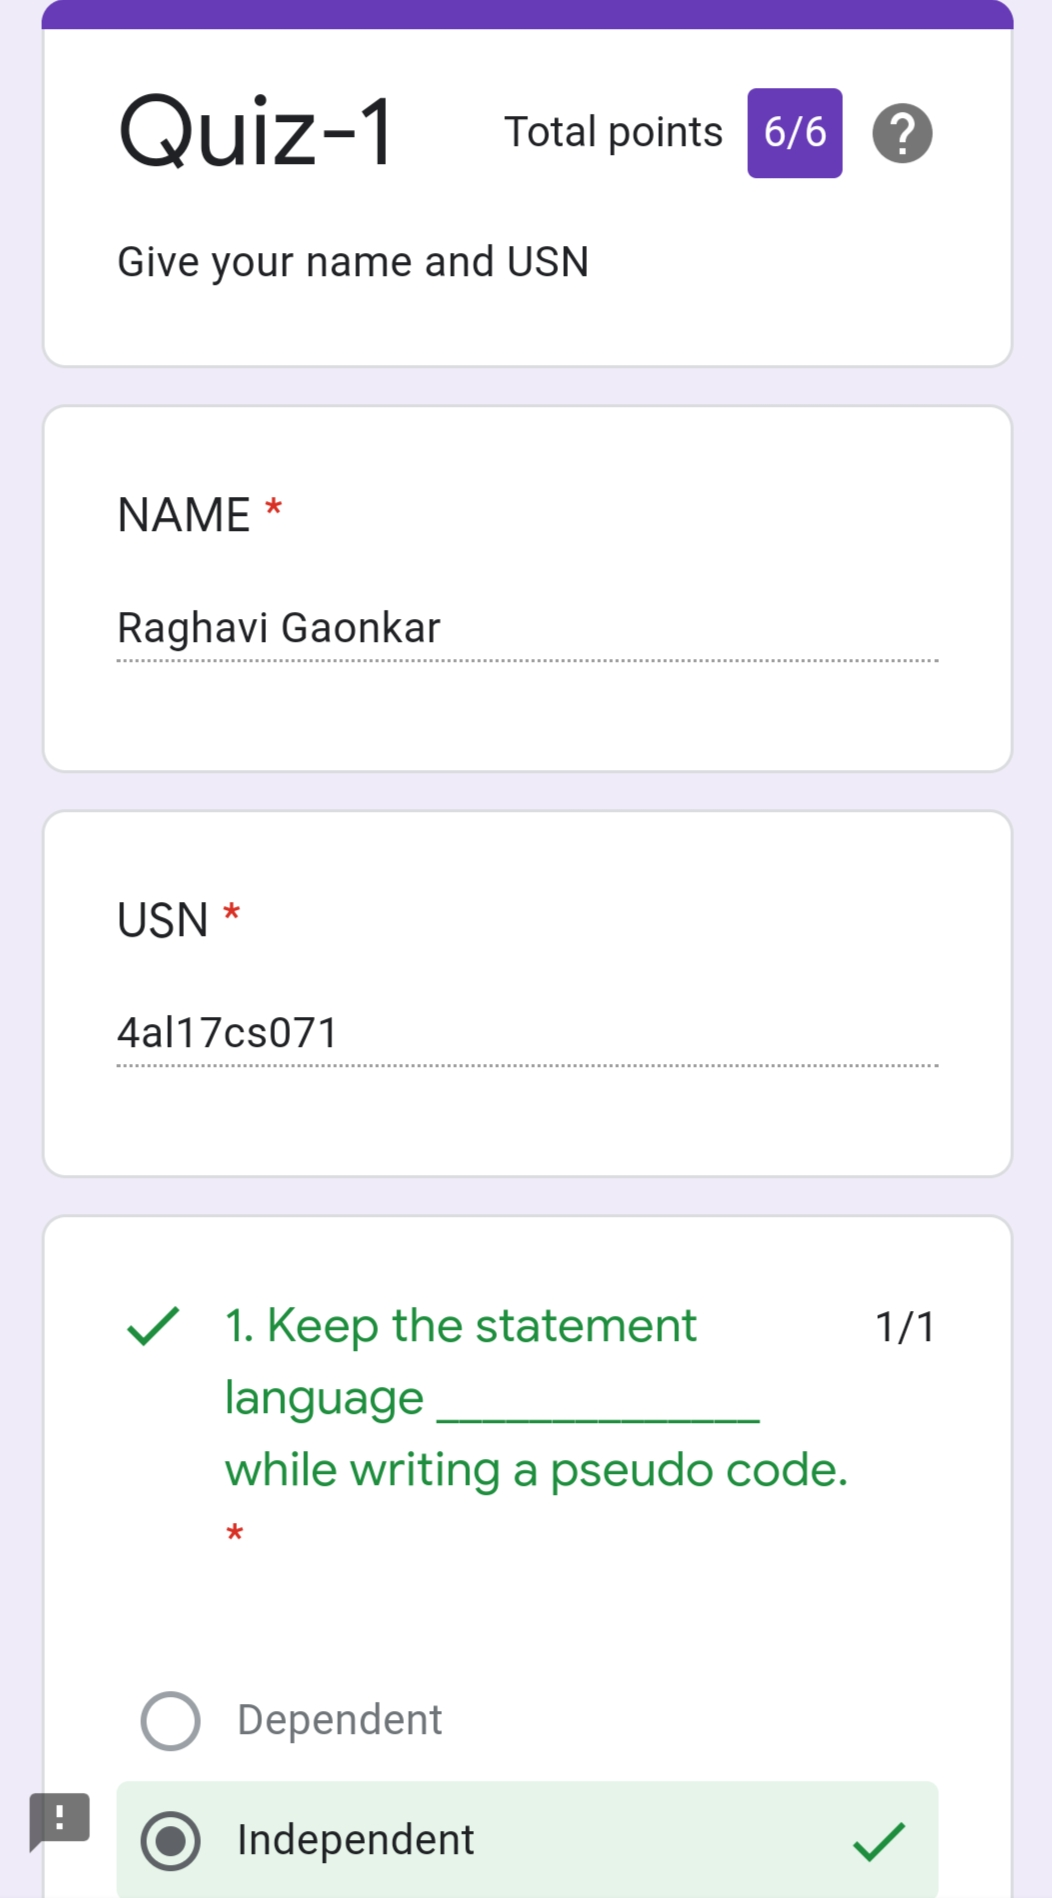 Quiz-1 Total points 6/6 ?
Give your name and USN
NAME *
Raghavi Gaonkar
USN *
4al17cs071
1. Keep the statement 1/1
language ______________
while writing a pseudo code.
*
Dependent
Independent